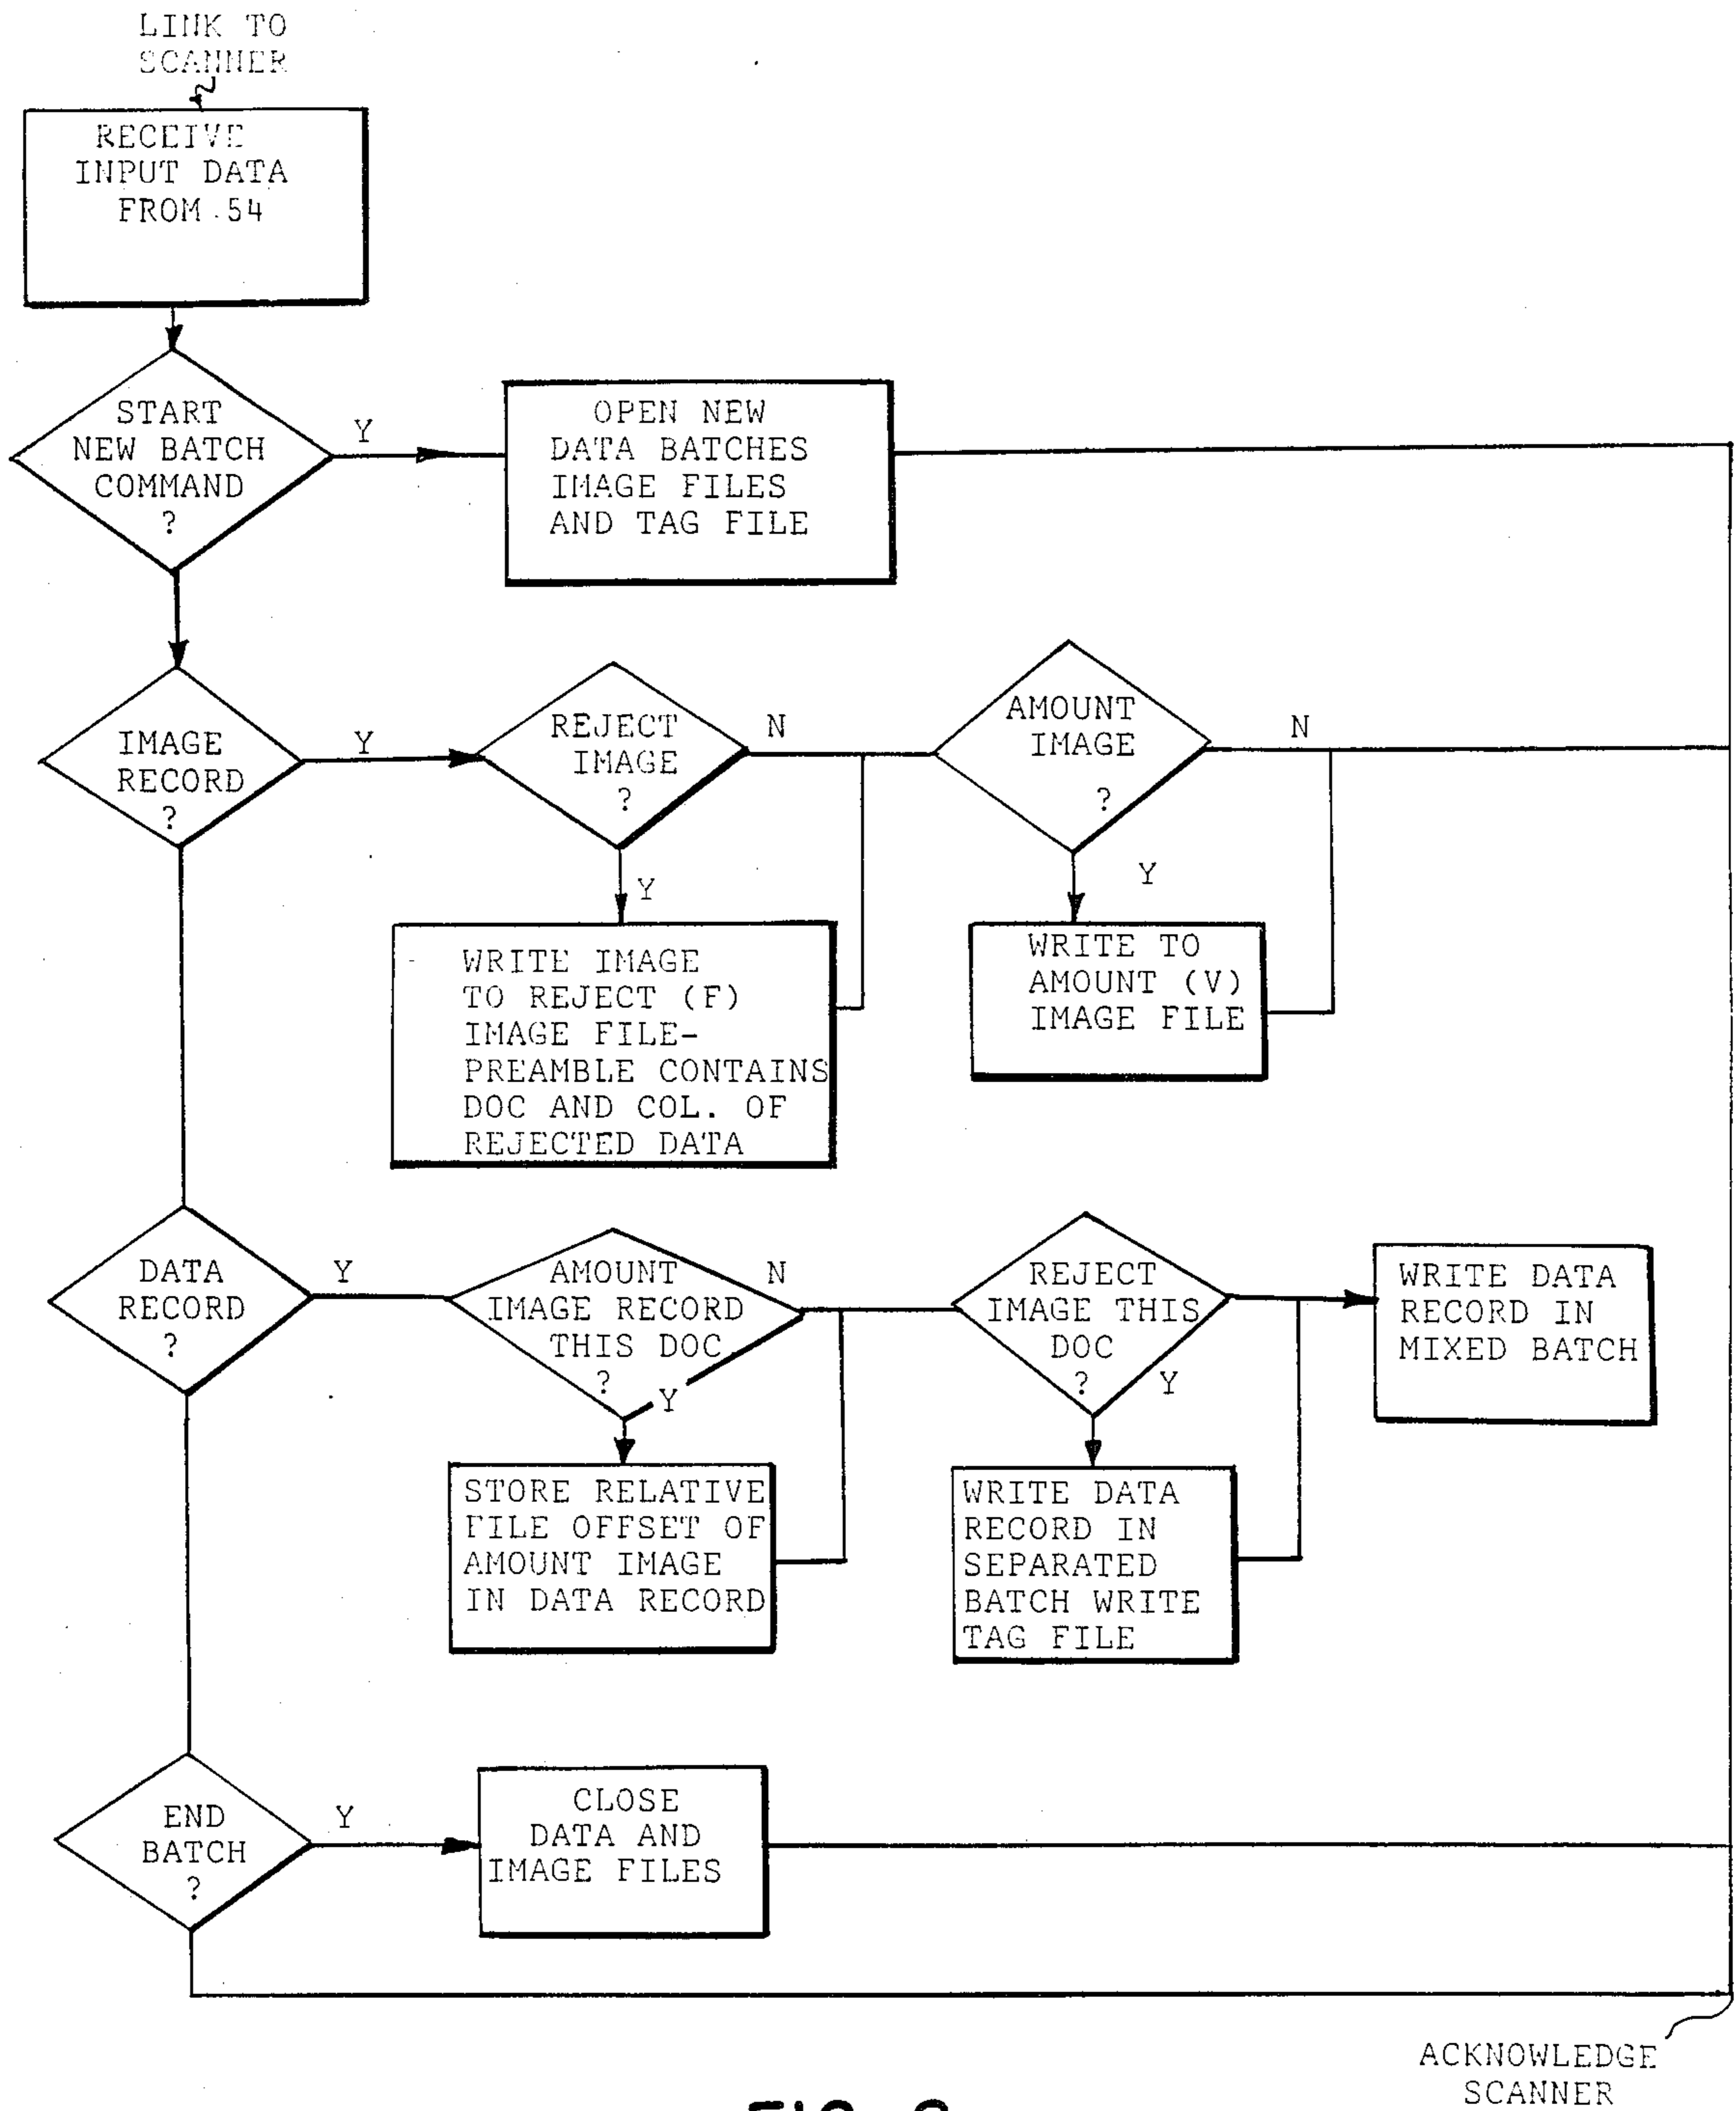 LINK TO
SCANNER
RECEIVE
INPUT DATA
FROM 54
START
NEW BATCH
COMMAND
?
Y
OPEN NEW
DATA BATCHES
IMAGE FILES
AND TAG FILE
IMAGE
RECORD
?
Y
REJECT
IMAGE
?
N
Y
AMOUNT
IMAGE
?
N
Y
WRITE IMAGE
TO REJECT (F)
IMAGE FILE-
PREAMBLE CONTAINS
DOC AND COL. OF
REJECTED DATA
WRITE TO
AMOUNT (V)
IMAGE FILE
DATA
RECORD
?
Y
AMOUNT
IMAGE RECORD
THIS DOC
?
N
Y
REJECT
IMAGE THIS
DOC
?
Y
WRITE DATA
RECORD IN
MIXED BATCH
STORE RELATIVE
FILE OFFSET OF
AMOUNT IMAGE
IN DATA RECORD
WRITE DATA
RECORD IN
SEPARATED
BATCH WRITE
TAG FILE
END
BATCH
?
Y
CLOSE
DATA AND
IMAGE FILES
ACKNOWLEDGE
SCANNER